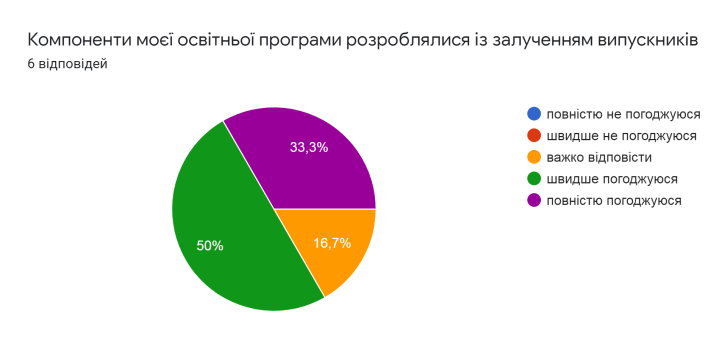 Компоненти моєї освітньої програми розроблялися із залученням випускників
6 відповідей
33,3%
50%
16,7%
повністю не погоджуюся
швидше не погоджуюся
важко відповісти
швидше погоджуюся
повністю погоджуюся